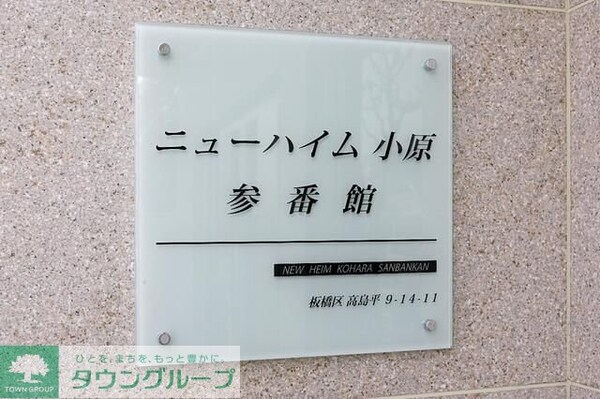 ニューハイム 小原
参番館
NEW HEIM KOHARA SANBANKAN
板橋区 高島平 9-14-11
ひとを、まちを、もっと豊かに。
タウングループ
TOWN GROUP